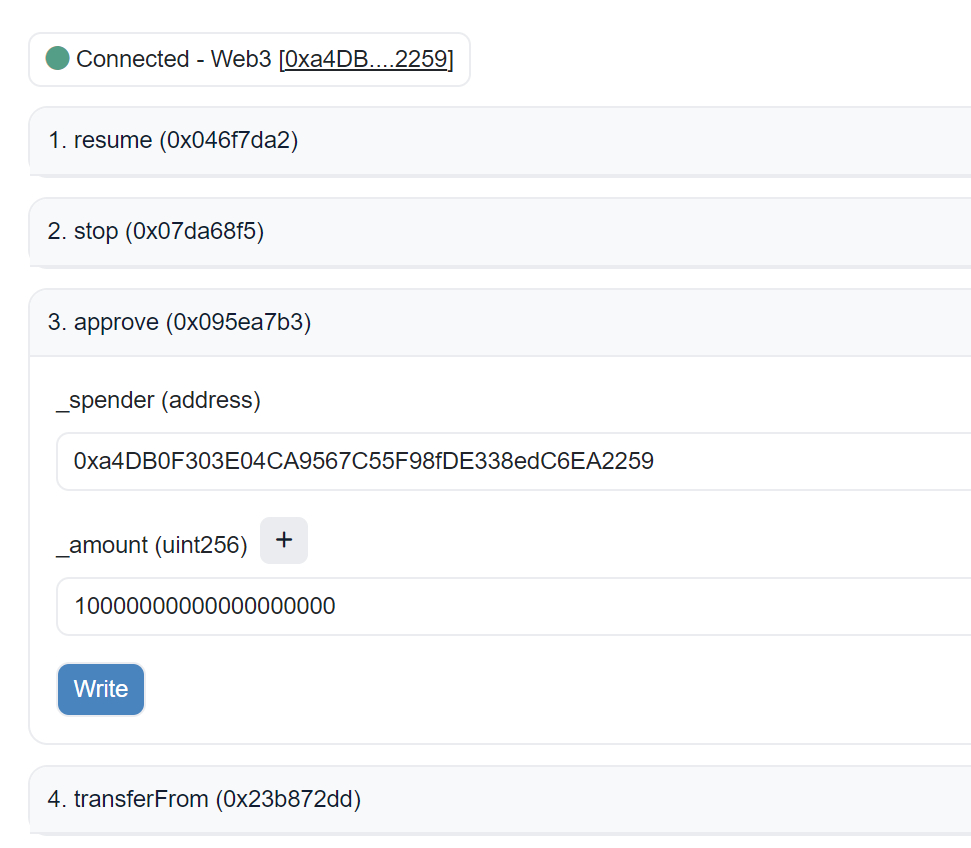 Connected - Web3 [0xa4DB....2259]
1. resume (0x046f7da2)
2. stop (0x07da68f5)
3. approve (0x095ea7b3)
_spender (address)
0xa4DB0F303E04CA9567C55F98fDE338edC6EA2259
_amount (uint256) +
10000000000000000000
Write
4. transferFrom (0x23b872dd)